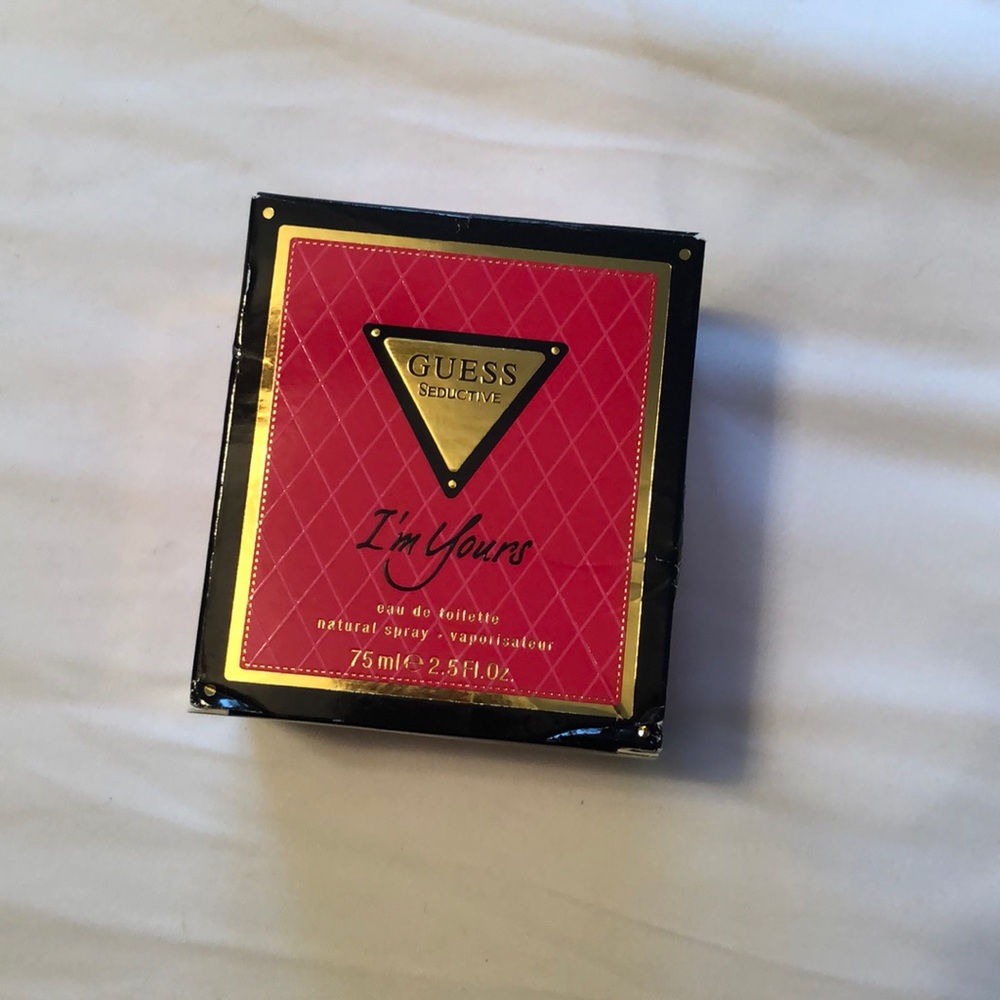 GUESS
SEDUCTIVE
I'm Yours
eau de toilette
natural spray - vaporisateur
75 ml e 2.5 Fl.Oz.